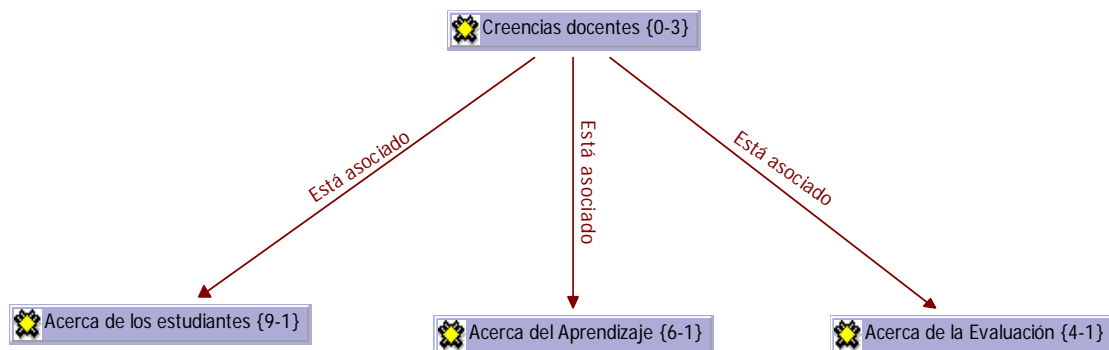 Creencias docentes {0-3}
Está asociado
Está asociado
Está asociado
Acerca de los estudiantes {9-1}
Acerca del Aprendizaje {6-1}
Acerca de la Evaluación {4-1}